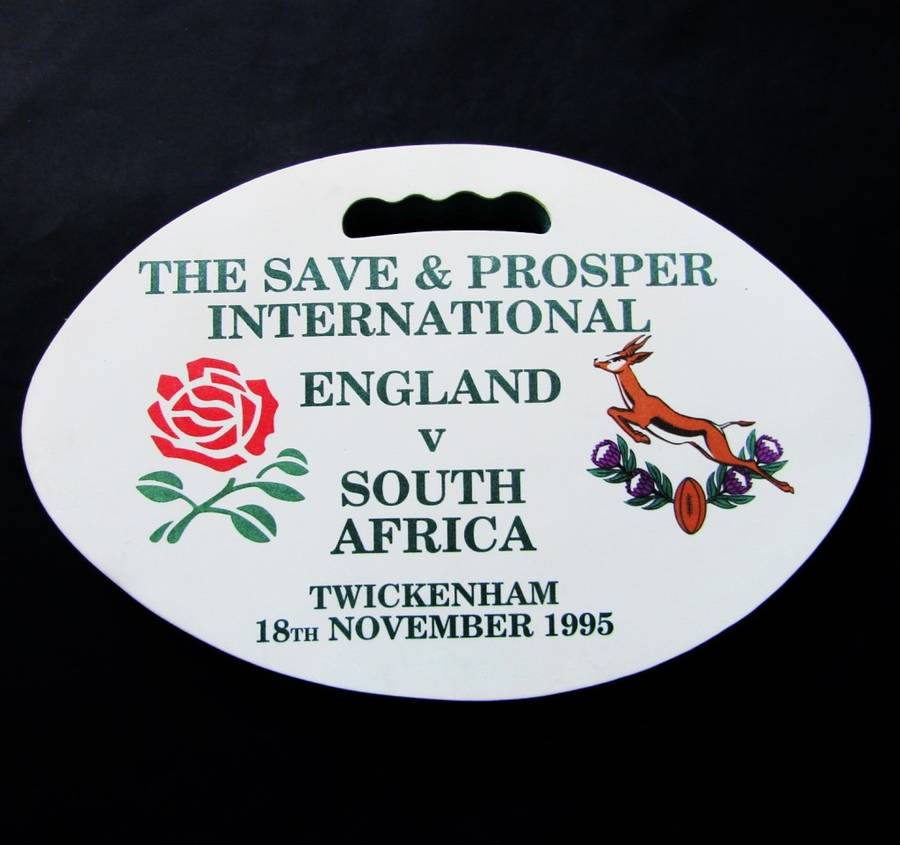 THE SAVE & PROSPER
INTERNATIONAL
ENGLAND
v
SOUTH
AFRICA
TWICKENHAM
18TH NOVEMBER 1995